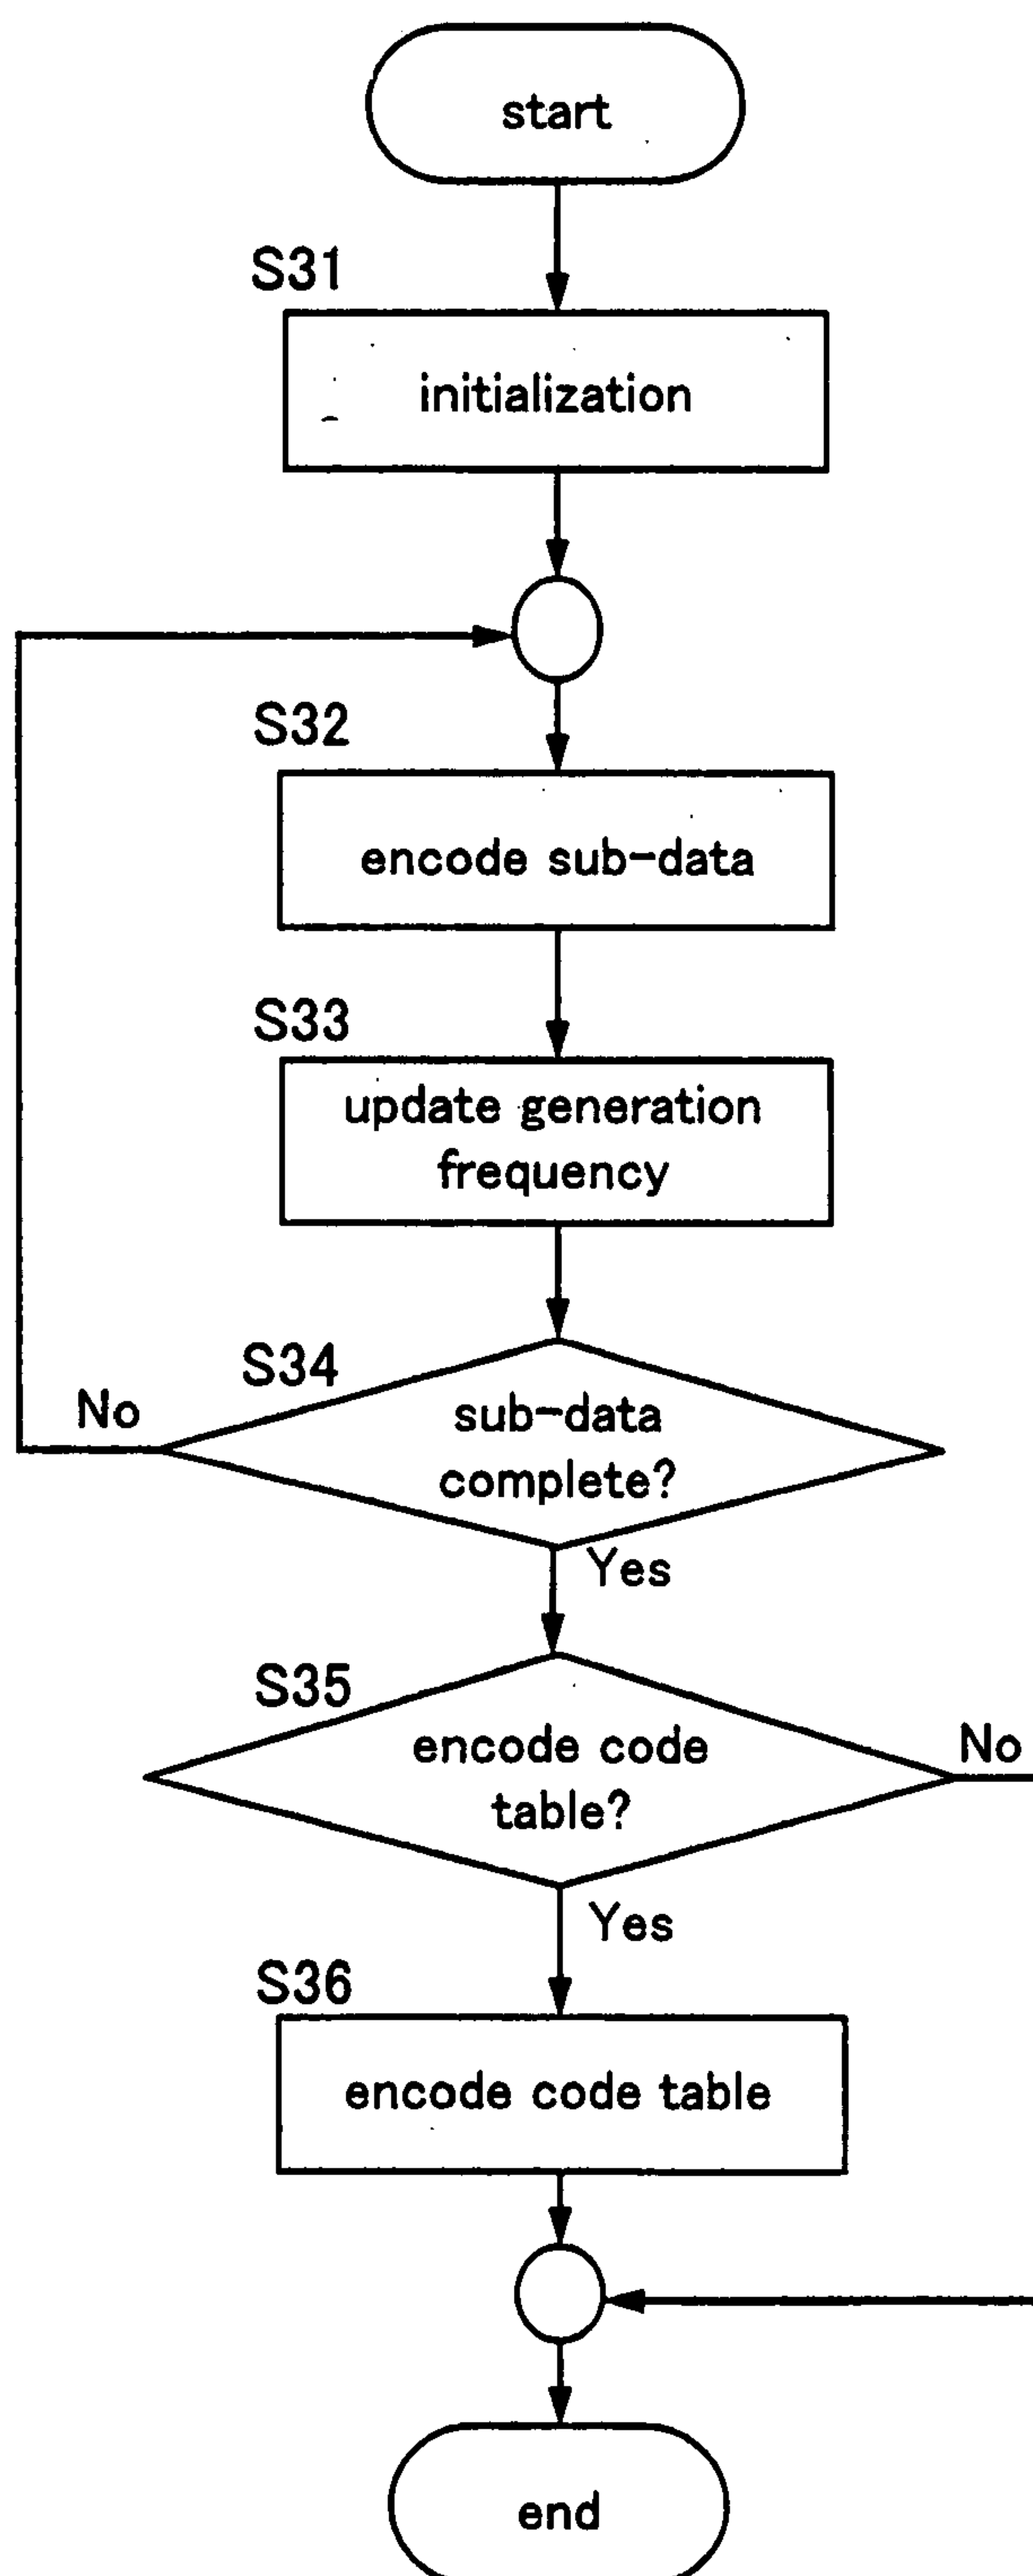 start
S31
initialization
S32
encode sub-data
S33
update generation
frequency
S34
No
sub-data
complete?
Yes
S35
encode code
table?
No
Yes
S36
encode code table
end